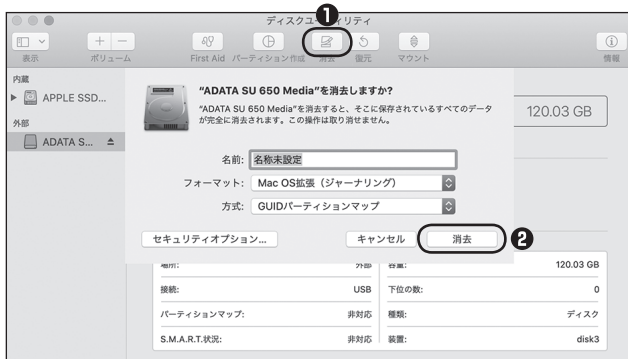 ❶
ディスクユーティリティ
表示 ボリューム First Aid パーティション作成 消去 復元 マウント 情報
内蔵
APPLE SSD...
外部
ADATA S...
"ADATA SU 650 Media"を消去しますか?
"ADATA SU 650 Media"を消去すると、そこに保存されているすべてのデータ
が完全に消去されます。この操作は取り消せません。
120.03 GB
名前: 名称未設定
フォーマット: Mac OS拡張（ジャーナリング）
方式: GUIDパーティションマップ
セキュリティオプション... キャンセル 消去 ❷
場所: 外部 容量: 120.03 GB
接続: USB 下位の数: 0
パーティションマップ: 非対応 種類: ディスク
S.M.A.R.T.状況: 非対応 装置: disk3